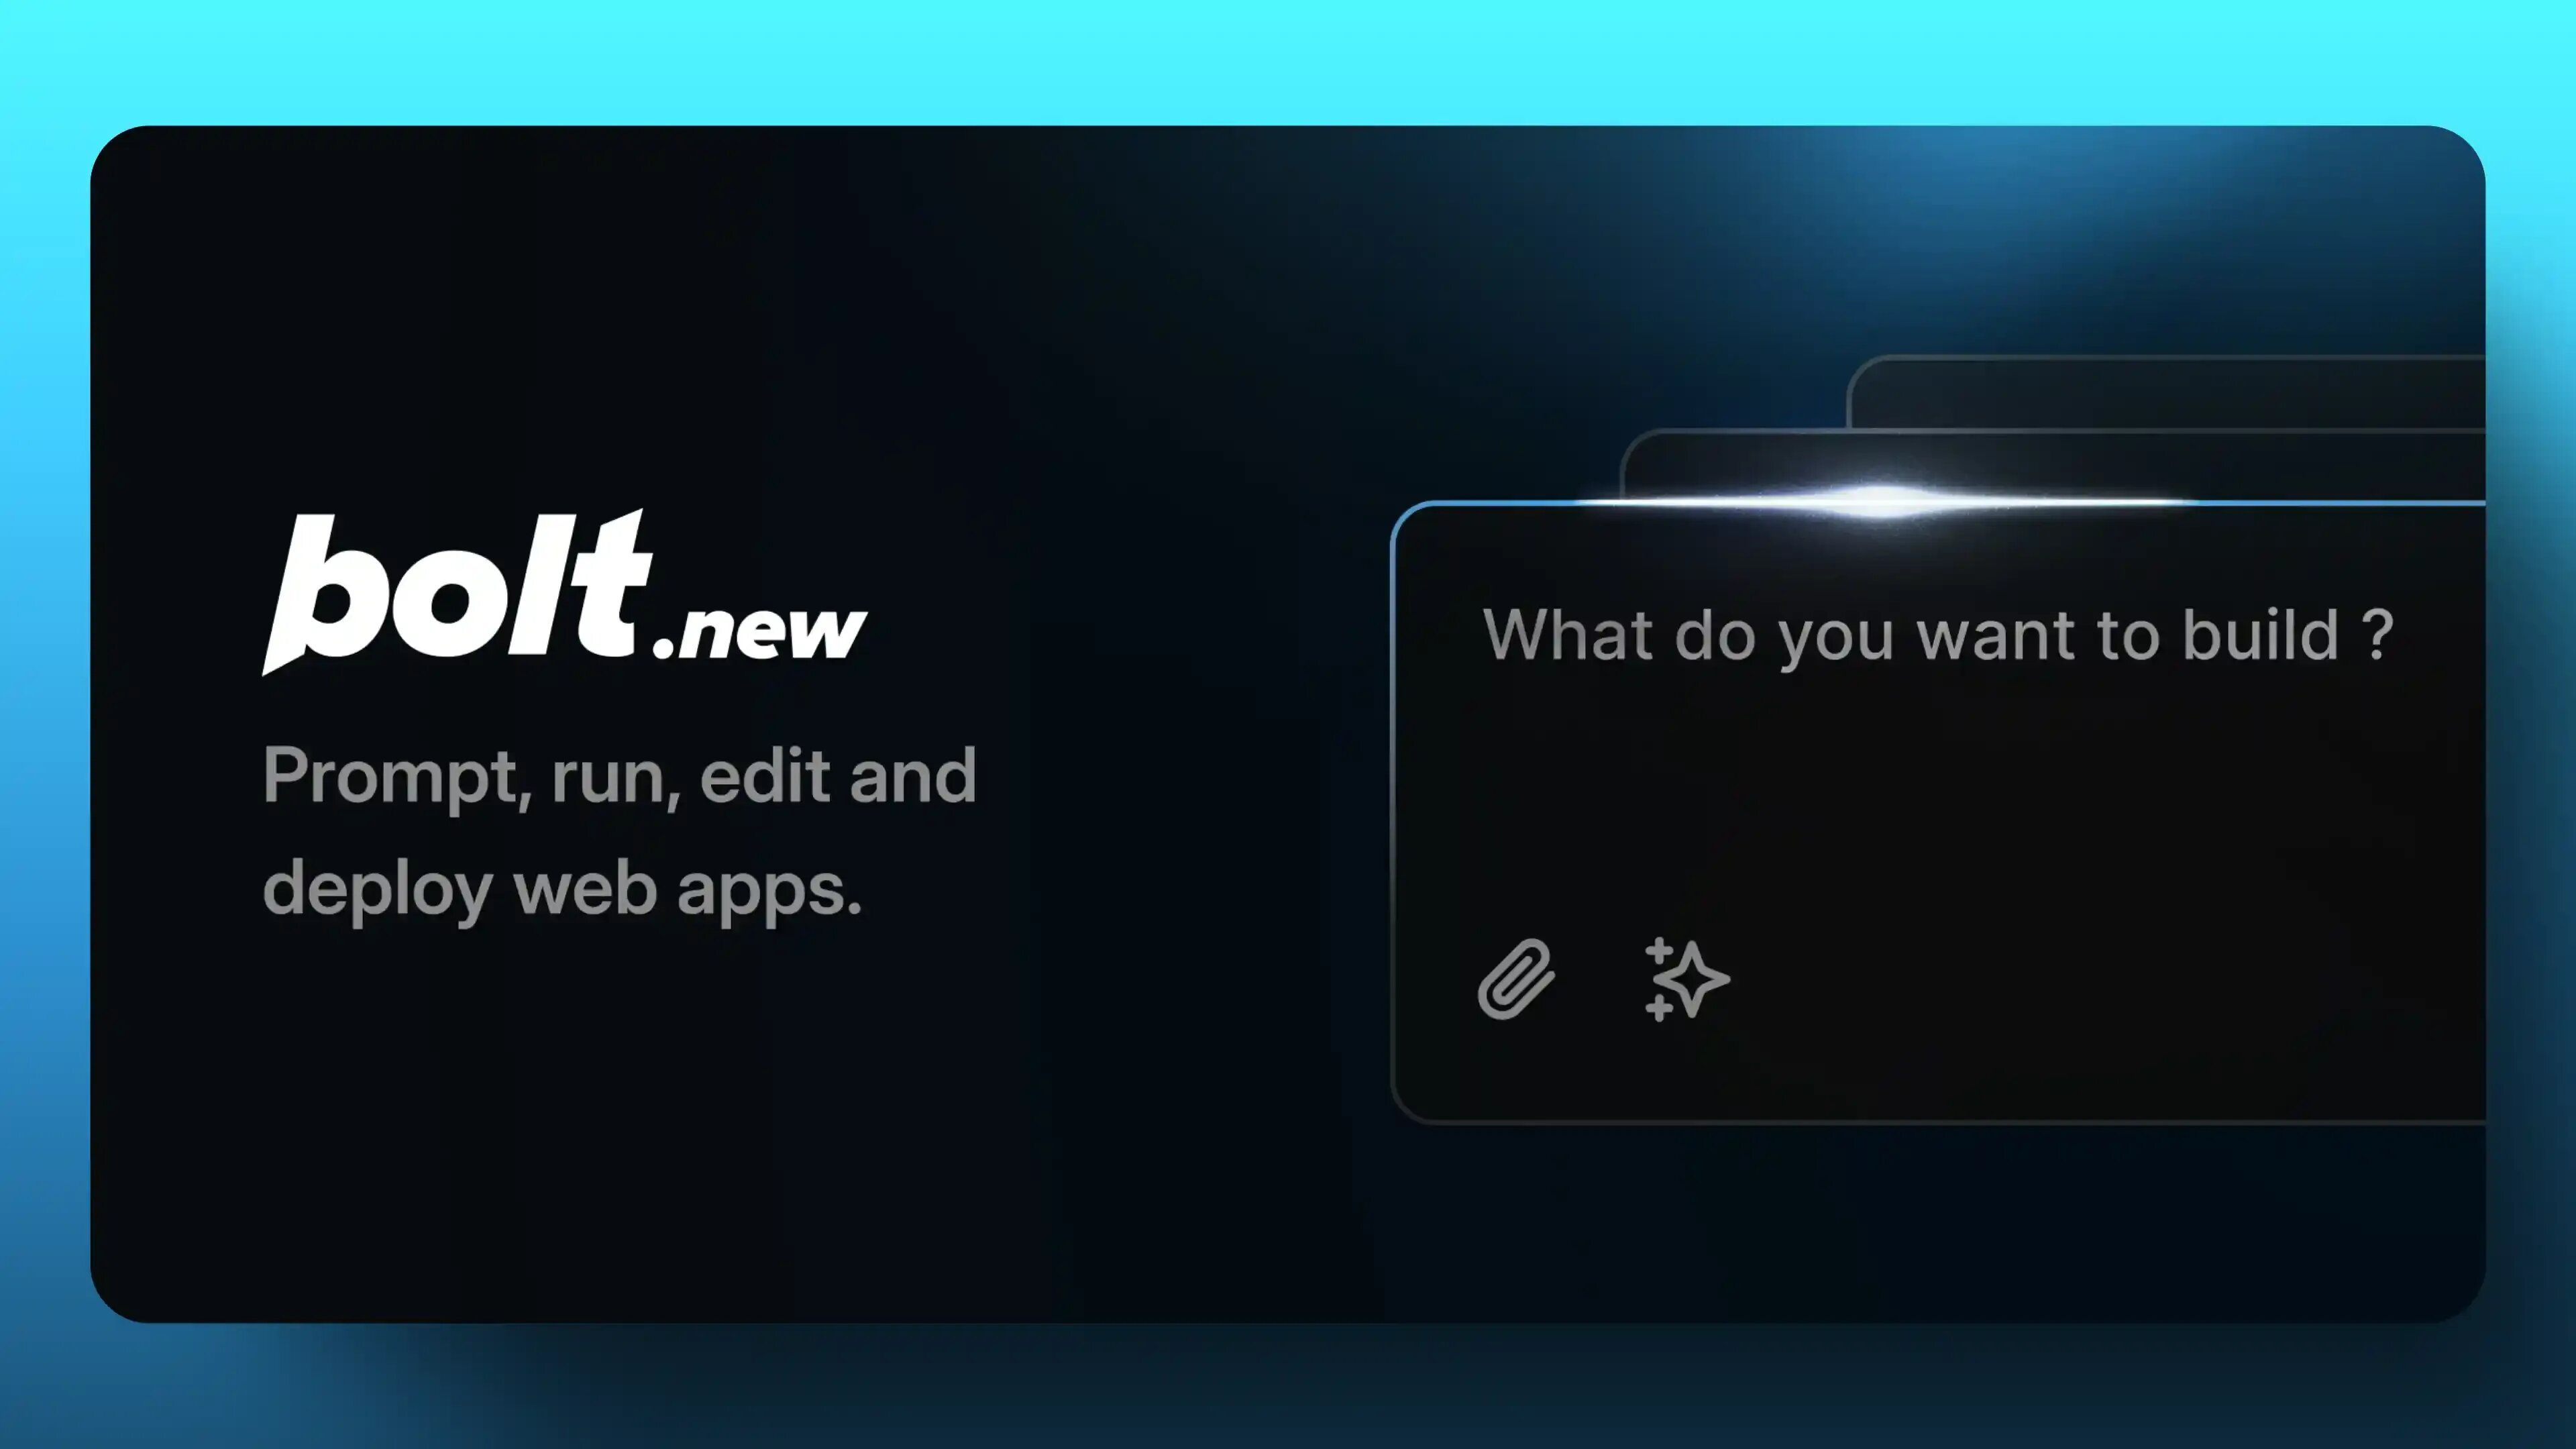 bolt.new
Prompt, run, edit and
deploy web apps.
What do you want to build ?